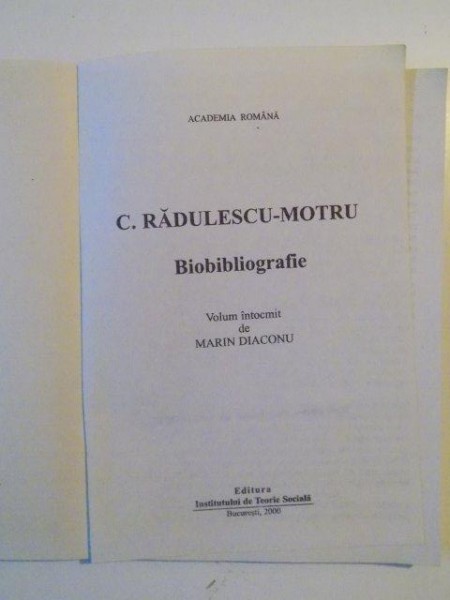 ACADEMIA ROMÂNĂ
C. RĂDULESCU-MOTRU
Biobibliografie
Volum întocmit
de
MARIN DIACONU
Editura
Institutului de Teorie Socială
București, 2000